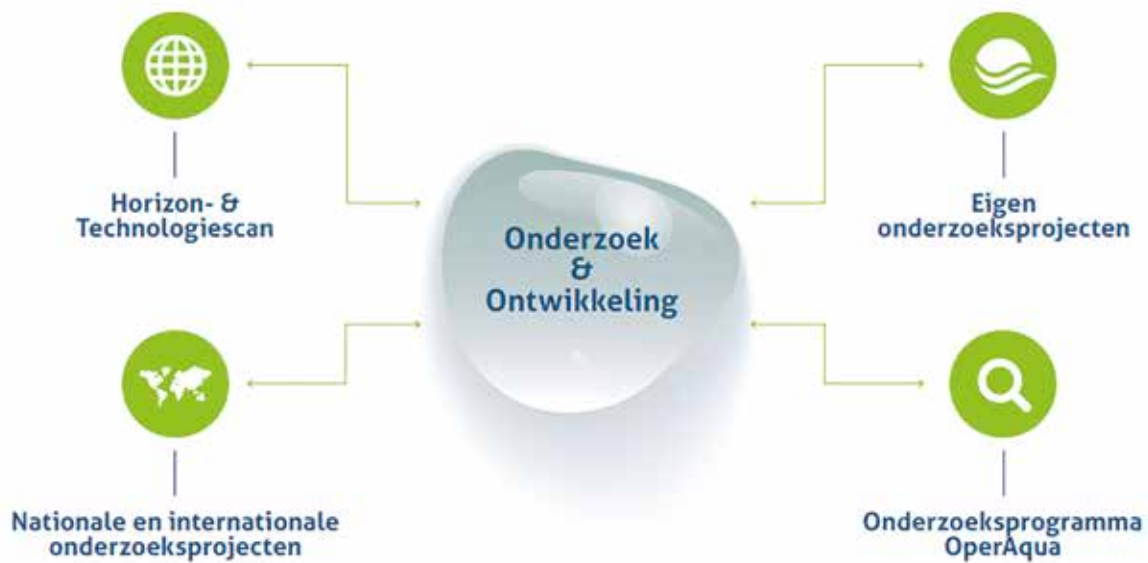 Horizon- &
Technologiescan
Eigen
onderzoeksprojecten
Onderzoek
&
Ontwikkeling
Nationale en internationale
onderzoeksprojecten
Onderzoeksprogramma
OperAqua